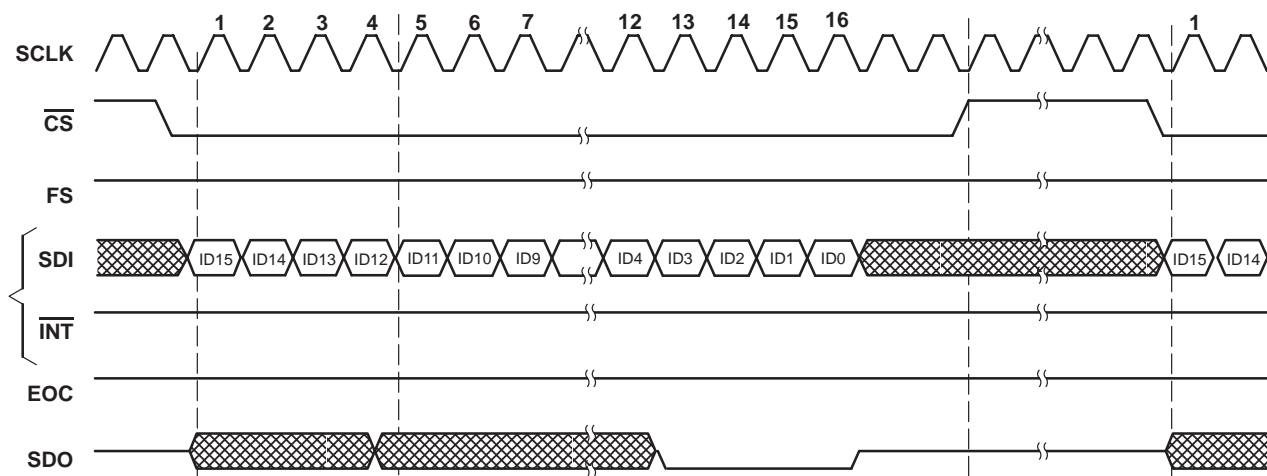 1 2 3 4 5 6 7 12 13 14 15 16 1
SCLK
CS
FS
SDI ID15 ID14 ID13 ID12 ID11 ID10 ID9 ID4 ID3 ID2 ID1 ID0 ID15 ID14
INT
EOC
SDO